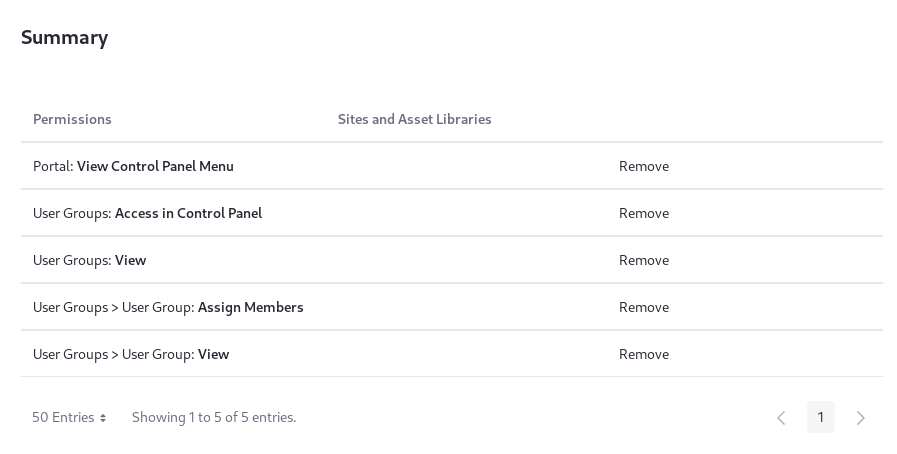 Summary
Permissions Sites and Asset Libraries
Portal: View Control Panel Menu Remove
User Groups: Access in Control Panel Remove
User Groups: View Remove
User Groups > User Group: Assign Members Remove
User Groups > User Group: View Remove
50 Entries Showing 1 to 5 of 5 entries. 1